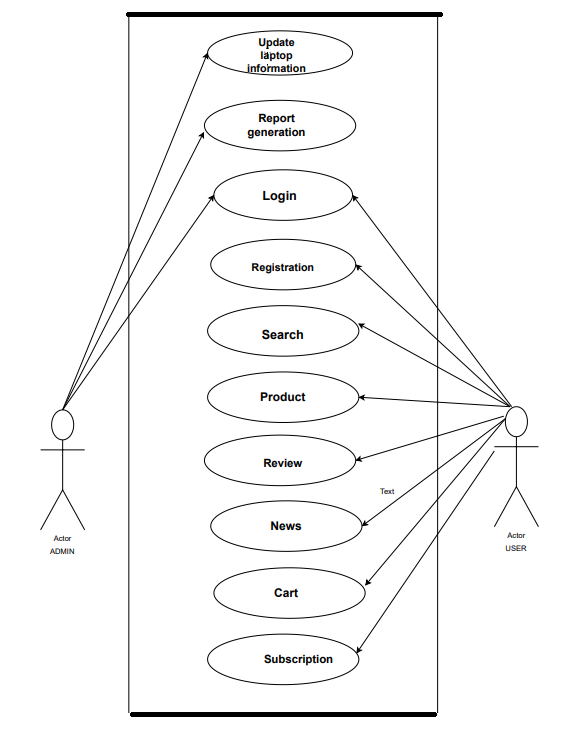 Update
laptop
information
Report
generation
Login
Registration
Search
Product
Review
Text
News
Cart
Subscription
Actor
ADMIN
Actor
USER